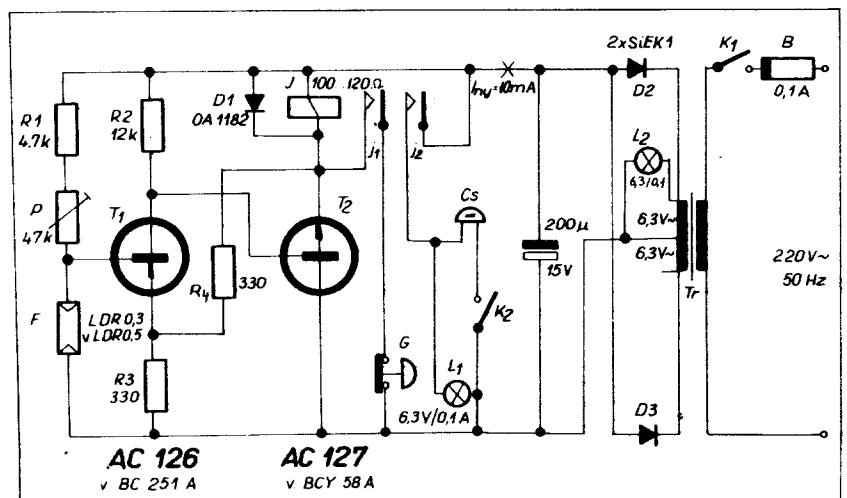 2xSiEK1
K1
B
0,1A
D2
R1
4.7k
R2
12k
D1
OA 1182
J
100...120Ω
Iny=10mA
j1
j2
L2
6,3/0,1
6,3V~
6,3V~
Tr
220V~
50 Hz
P
47k
T1
T2
R4
330
Cs
200µ
15V
K2
F
LDR 0,3
v LDR 0,5
R3
330
G
L1
6,3V/0,1A
D3
AC 126
v BC 251 A
AC 127
v BCY 58 A